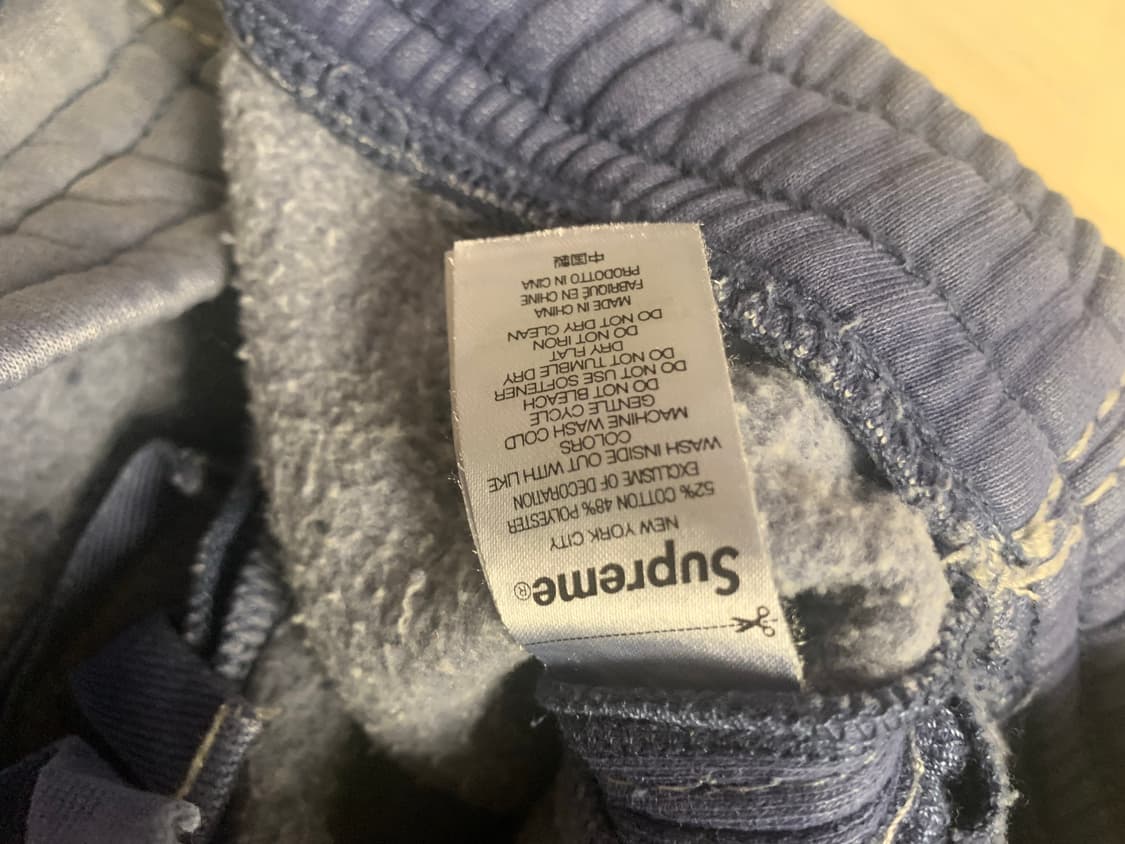 Supreme®
NEW YORK CITY
52% COTTON 48% POLYESTER
EXCLUSIVE OF DECORATION
WASH INSIDE OUT WITH LIKE
COLORS
MACHINE WASH COLD
GENTLE CYCLE
DO NOT BLEACH
DO NOT USE SOFTENER
DO NOT TUMBLE DRY
DRY FLAT
DO NOT IRON
DO NOT DRY CLEAN
MADE IN CHINA
FABRIQUÉ EN CHINE
PRODOTTO IN CINA
中国製